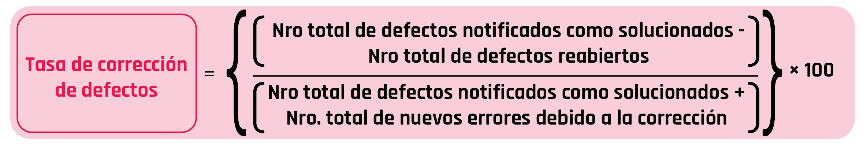 Tasa de corrección
de defectos
=
Nro total de defectos notificados como solucionados -
Nro total de defectos reabiertos
Nro total de defectos notificados como solucionados +
Nro. total de nuevos errores debido a la corrección
× 100